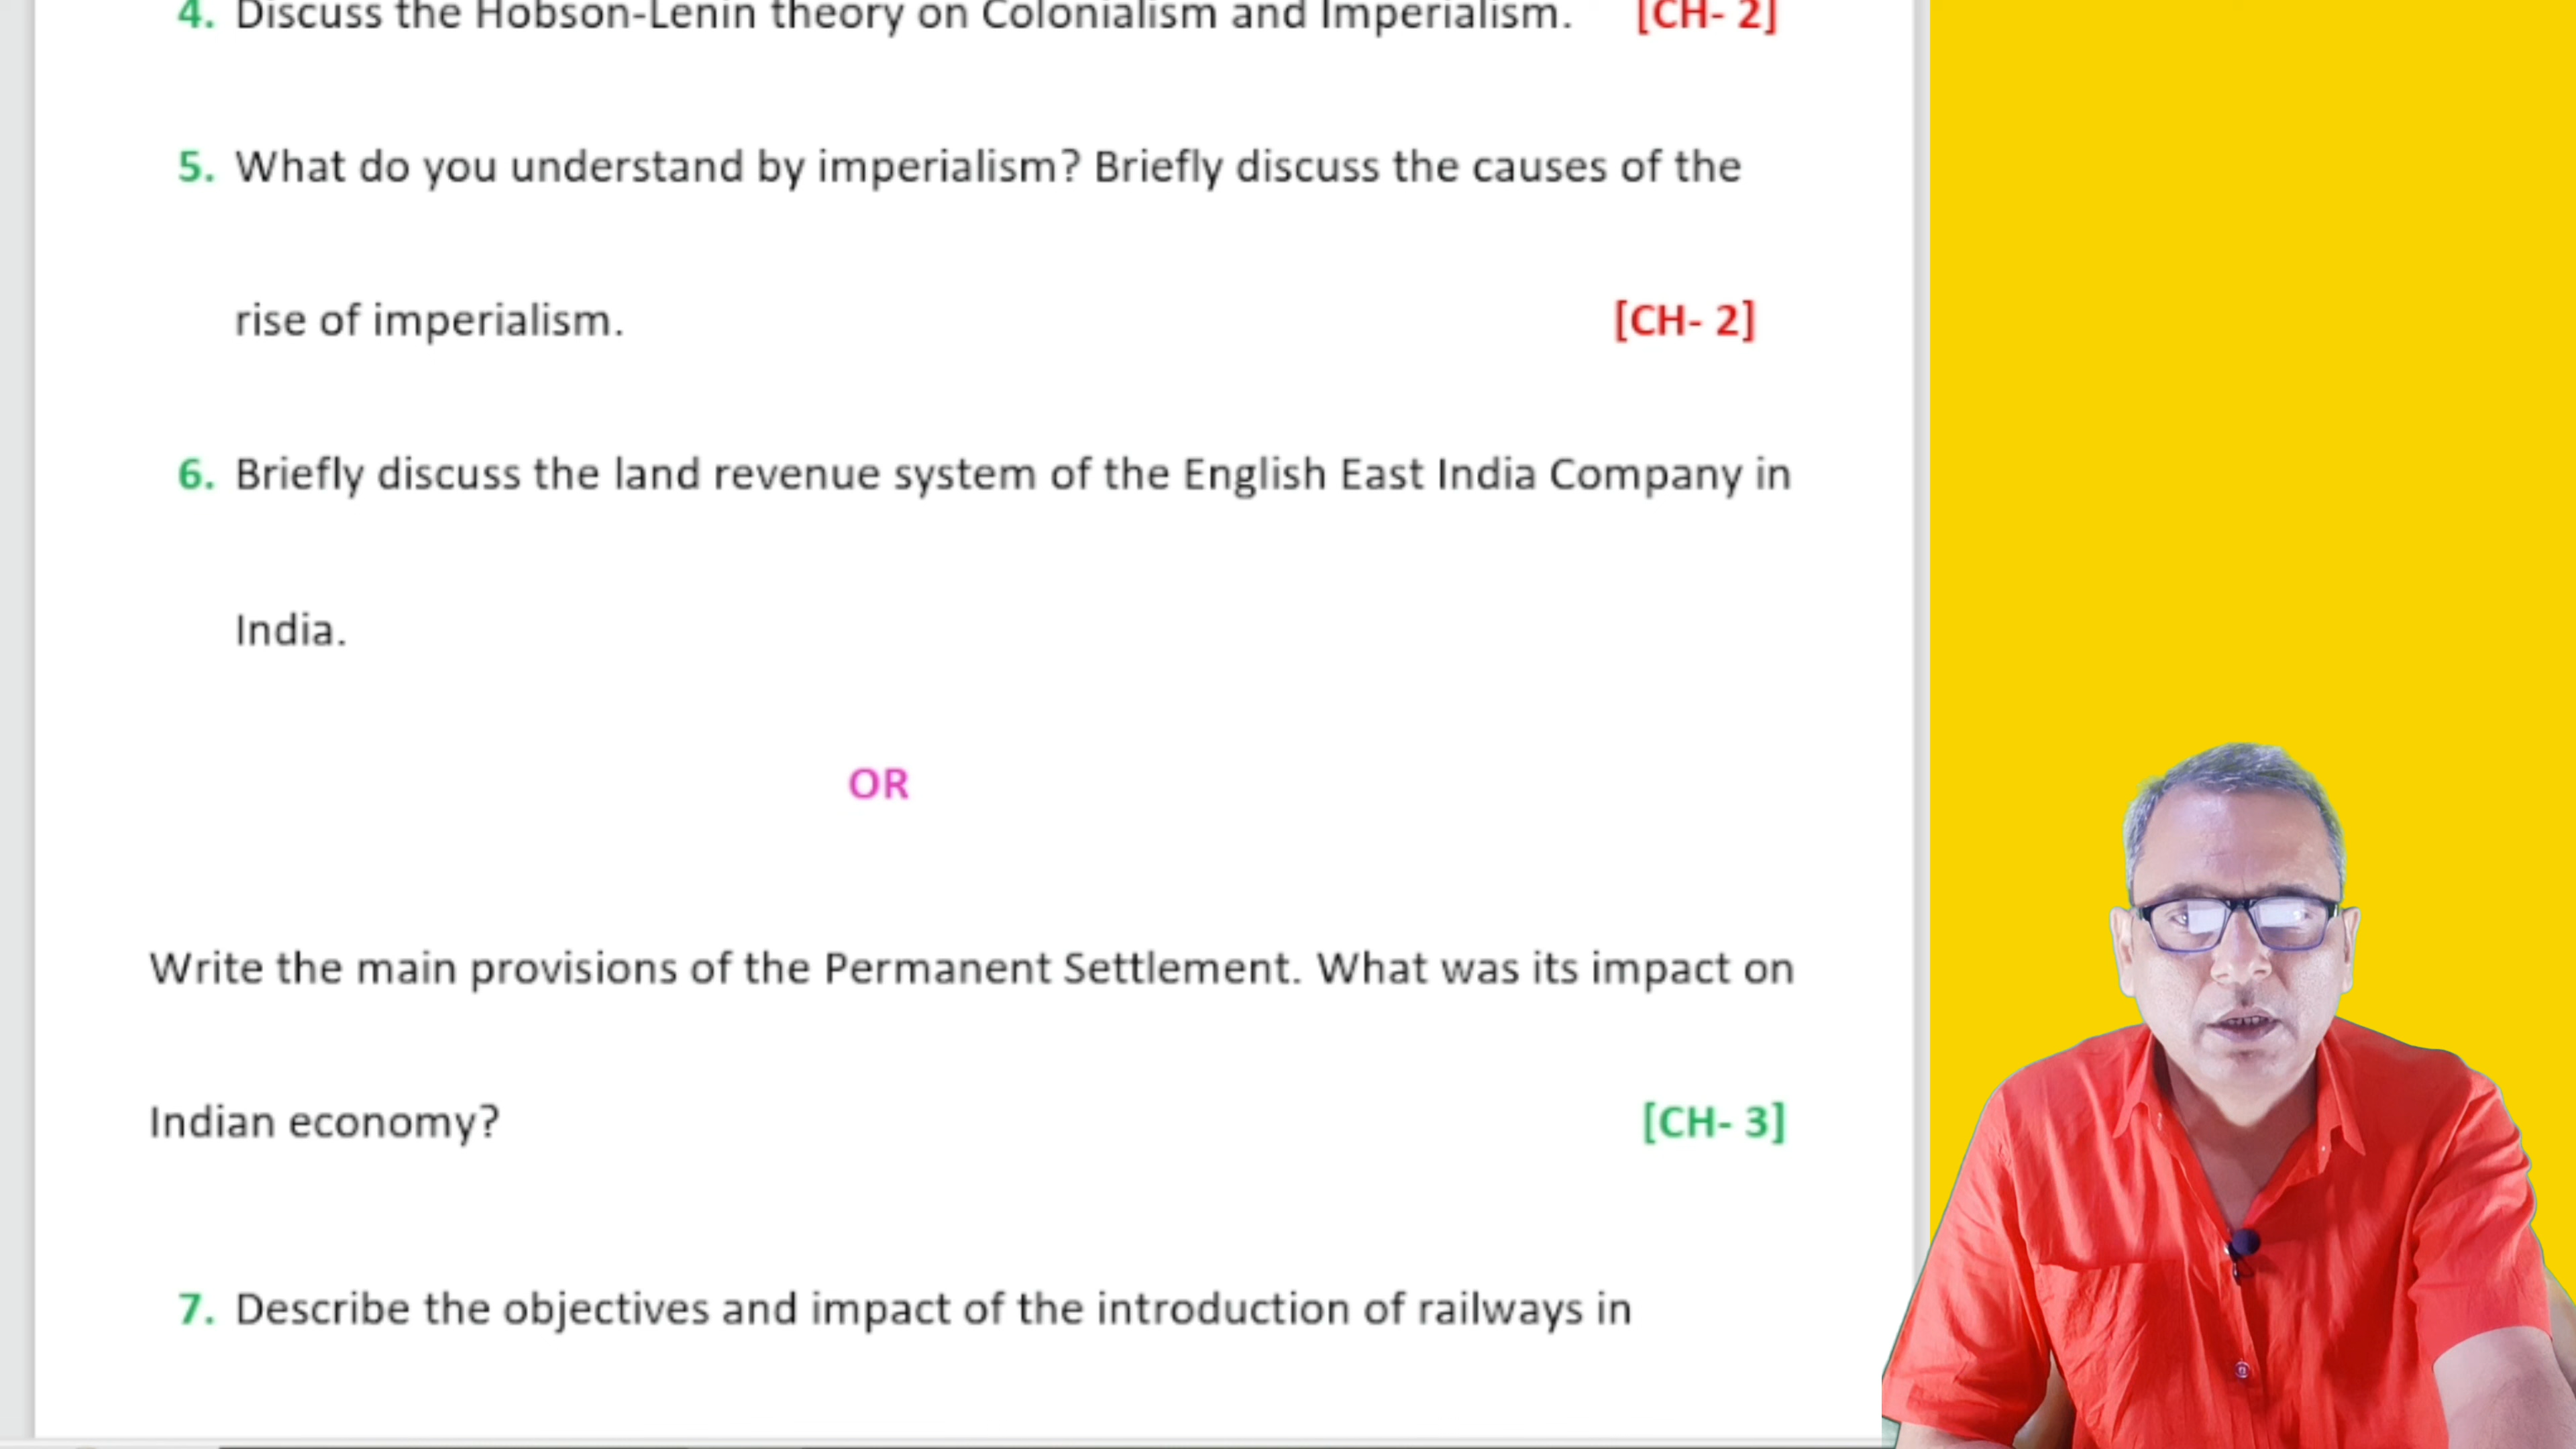 4. Discuss the Hobson-Lenin theory on Colonialism and Imperialism. [CH- 2]
5. What do you understand by imperialism? Briefly discuss the causes of the
rise of imperialism. [CH- 2]
6. Briefly discuss the land revenue system of the English East India Company in
India.
OR
Write the main provisions of the Permanent Settlement. What was its impact on
Indian economy? [CH- 3]
7. Describe the objectives and impact of the introduction of railways in